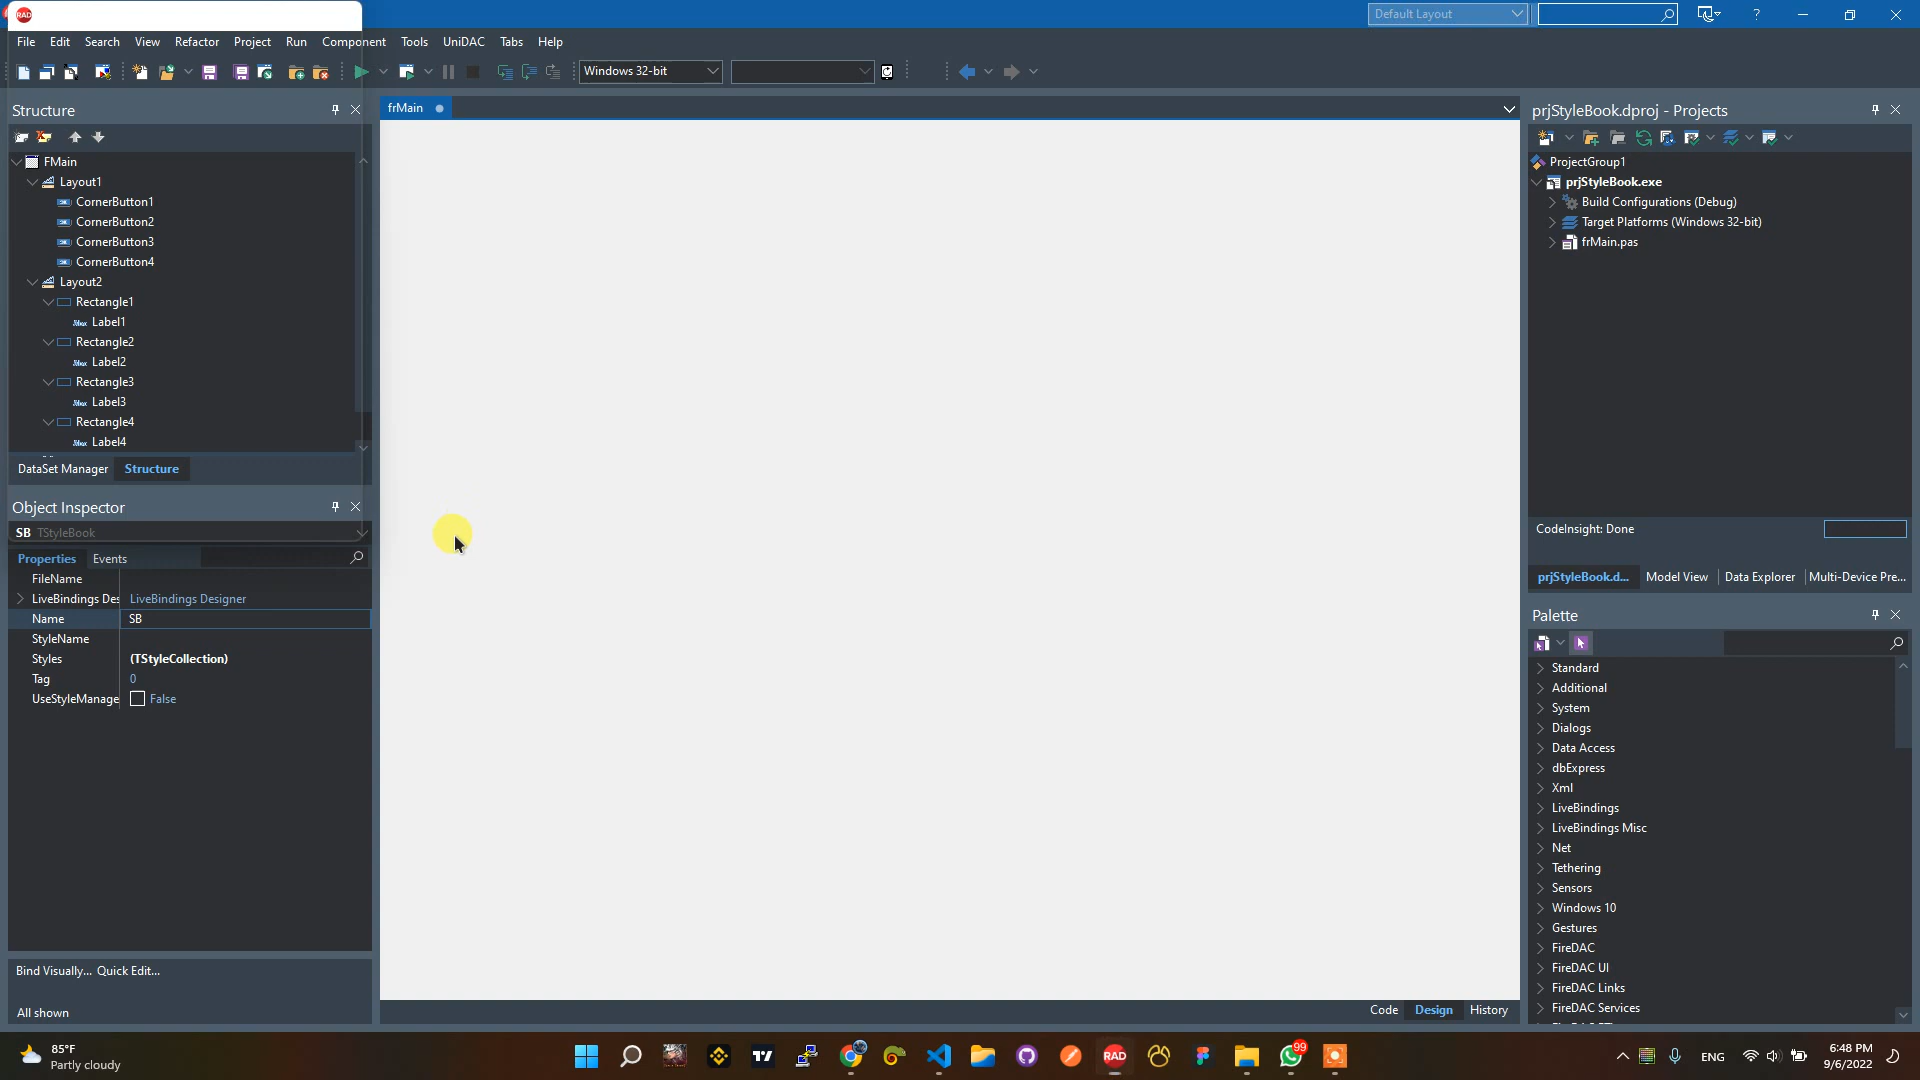 RAD
Default Layout
?
File Edit Search View Refactor Project Run Component Tools UniDAC Tabs Help
Windows 32-bit
Structure
FMain
Layout1
CornerButton1
CornerButton2
CornerButton3
CornerButton4
Layout2
Rectangle1
Label1
Rectangle2
Label2
Rectangle3
Label3
Rectangle4
Label4
DataSet Manager Structure
Object Inspector
SB TStyleBook
Properties Events
FileName
LiveBindings Des LiveBindings Designer
Name SB
StyleName
Styles (TStyleCollection)
Tag 0
UseStyleManage False
Bind Visually... Quick Edit...
All shown
frMain
Code Design History
prjStyleBook.dproj - Projects
ProjectGroup1
prjStyleBook.exe
Build Configurations (Debug)
Target Platforms (Windows 32-bit)
frMain.pas
CodeInsight: Done
prjStyleBook.d... Model View Data Explorer Multi-Device Pre...
Palette
Standard
Additional
System
Dialogs
Data Access
dbExpress
Xml
LiveBindings
LiveBindings Misc
Net
Tethering
Sensors
Windows 10
Gestures
FireDAC
FireDAC UI
FireDAC Links
FireDAC Services
85°F
Partly cloudy
RAD
99
ENG
6:48 PM
9/6/2022